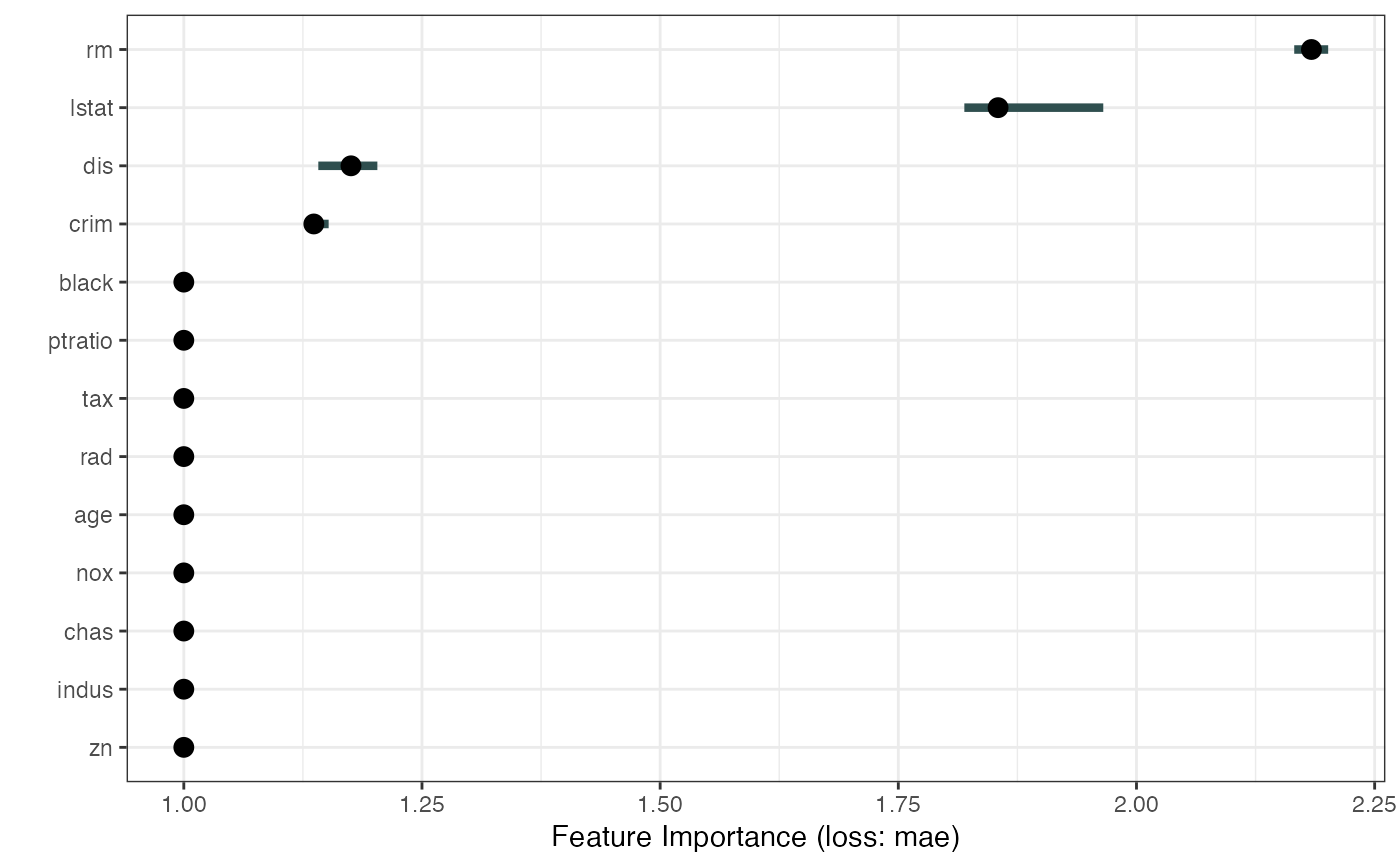 rm
lstat
dis
crim
black
ptratio
tax
rad
age
nox
chas
indus
zn
1.00 1.25 1.50 1.75 2.00 2.25
Feature Importance (loss: mae)